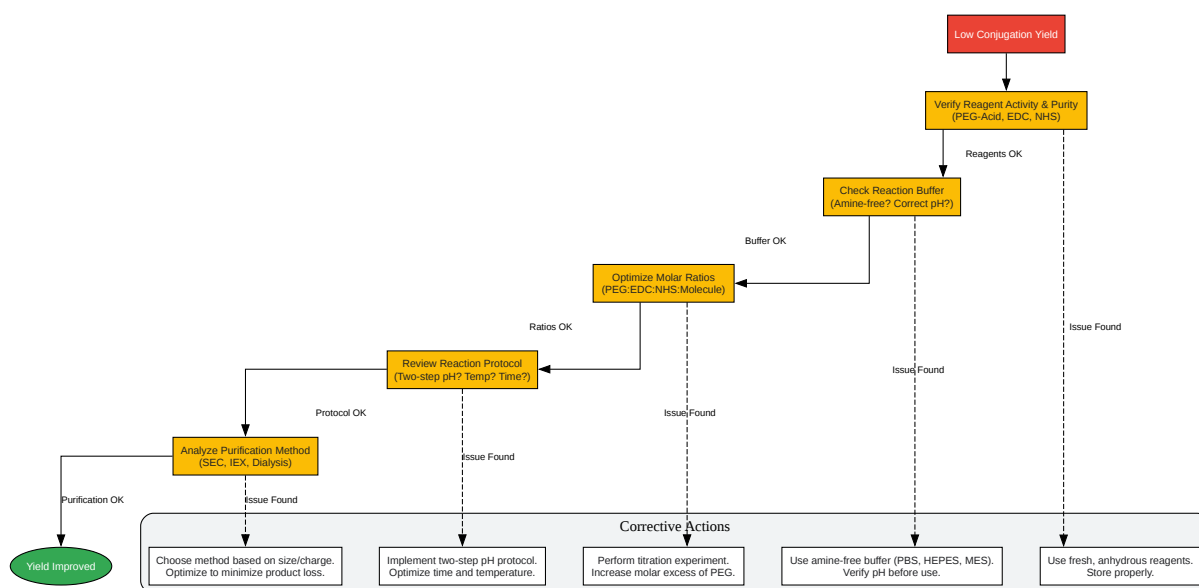 Low Conjugation Yield
Verify Reagent Activity & Purity
(PEG-Acid, EDC, NHS)
Reagents OK
Check Reaction Buffer
(Amine-free? Correct pH?)
Buffer OK
Optimize Molar Ratios
(PEG:EDC:NHS:Molecule)
Ratios OK
Issue Found
Review Reaction Protocol
(Two-step pH? Temp? Time?)
Issue Found
Protocol OK
Issue Found
Analyze Purification Method
(SEC, IEX, Dialysis)
Issue Found
Purification OK
Issue Found
Corrective Actions
Yield Improved
Choose method based on size/charge.
Optimize to minimize product loss.
Implement two-step pH protocol.
Optimize time and temperature.
Perform titration experiment.
Increase molar excess of PEG.
Use amine-free buffer (PBS, HEPES, MES).
Verify pH before use.
Use fresh, anhydrous reagents.
Store properly.